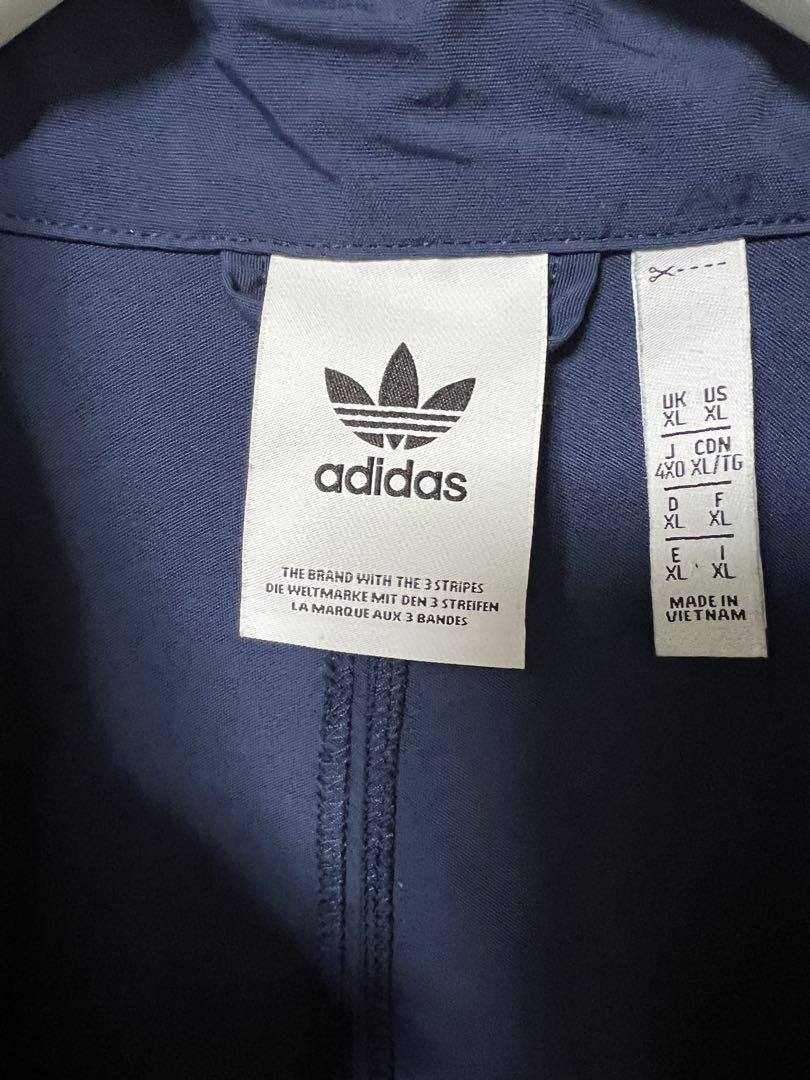 adidas
THE BRAND WITH THE 3 STRIPES
DIE WELTMARKE MIT DEN 3 STREIFEN
LA MARQUE AUX 3 BANDES
UK US
XL XL
J CDN
4XO XL/TG
D F
XL XL
E I
XL XL
MADE IN
VIETNAM